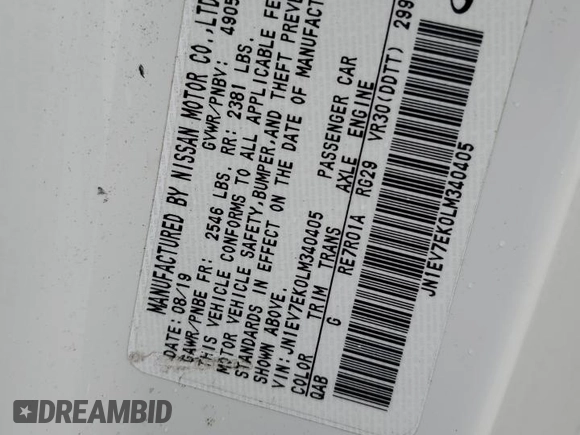 MANUFACTURED BY NISSAN MOTOR CO.,LTD
DATE: 08/19 GVWR/PNBV: 4905
GAWR/PNBE FR: 2546 LBS. RR: 2381 LBS.
THIS VEHICLE CONFORMS TO ALL APPLICABLE
MOTOR VEHICLE SAFETY,BUMPER,AND THEFT
STANDARDS IN EFFECT ON THE DATE OF MANUFACT
SHOWN ABOVE.
VIN:JN1EV7EK0LM340405 PASSENGER CAR
COLOR TRIM TRANS AXLE ENGINE
QAB G RE7R01A RG29 VR30(DDTT) 299
JN1EV7EK0LM340405
DREAMBID